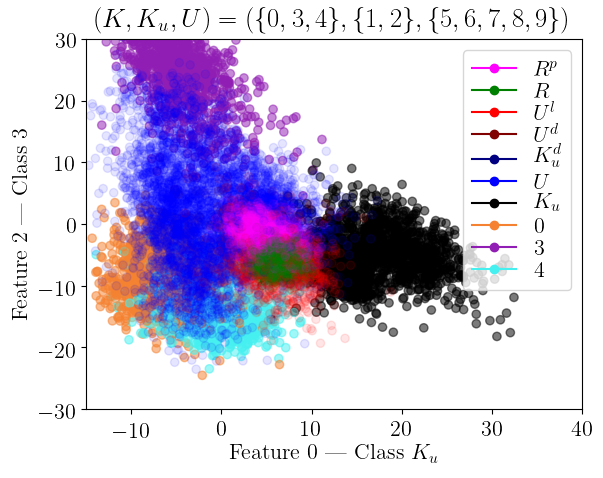 (K, K_u, U) = ({0, 3, 4}, {1, 2}, {5, 6, 7, 8, 9})
30
20
10
0
−10
−20
−30
Feature 2 — Class 3
R^p
R
U^l
U^d
K_u^d
U
K_u
0
3
4
−10
0
10
20
30
40
Feature 0 — Class K_u